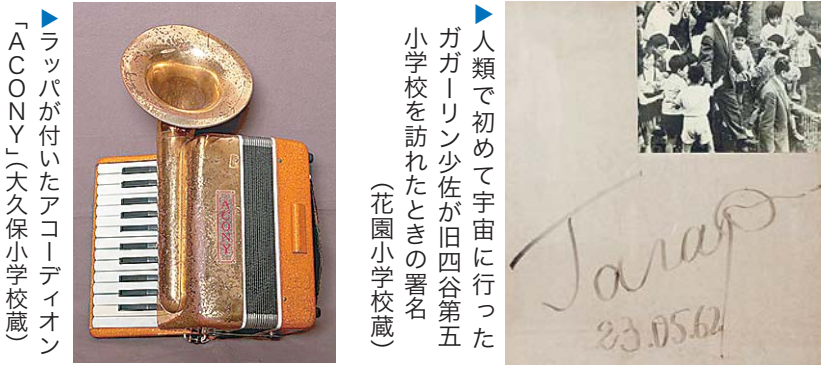 ▶人類で初めて宇宙に行った
ガガーリン少佐が旧四谷第五
小学校を訪れたときの署名
（花園小学校蔵）
23.05.62
ACONY
▶ラッパが付いたアコーディオン
「ACONY」（大久保小学校蔵）